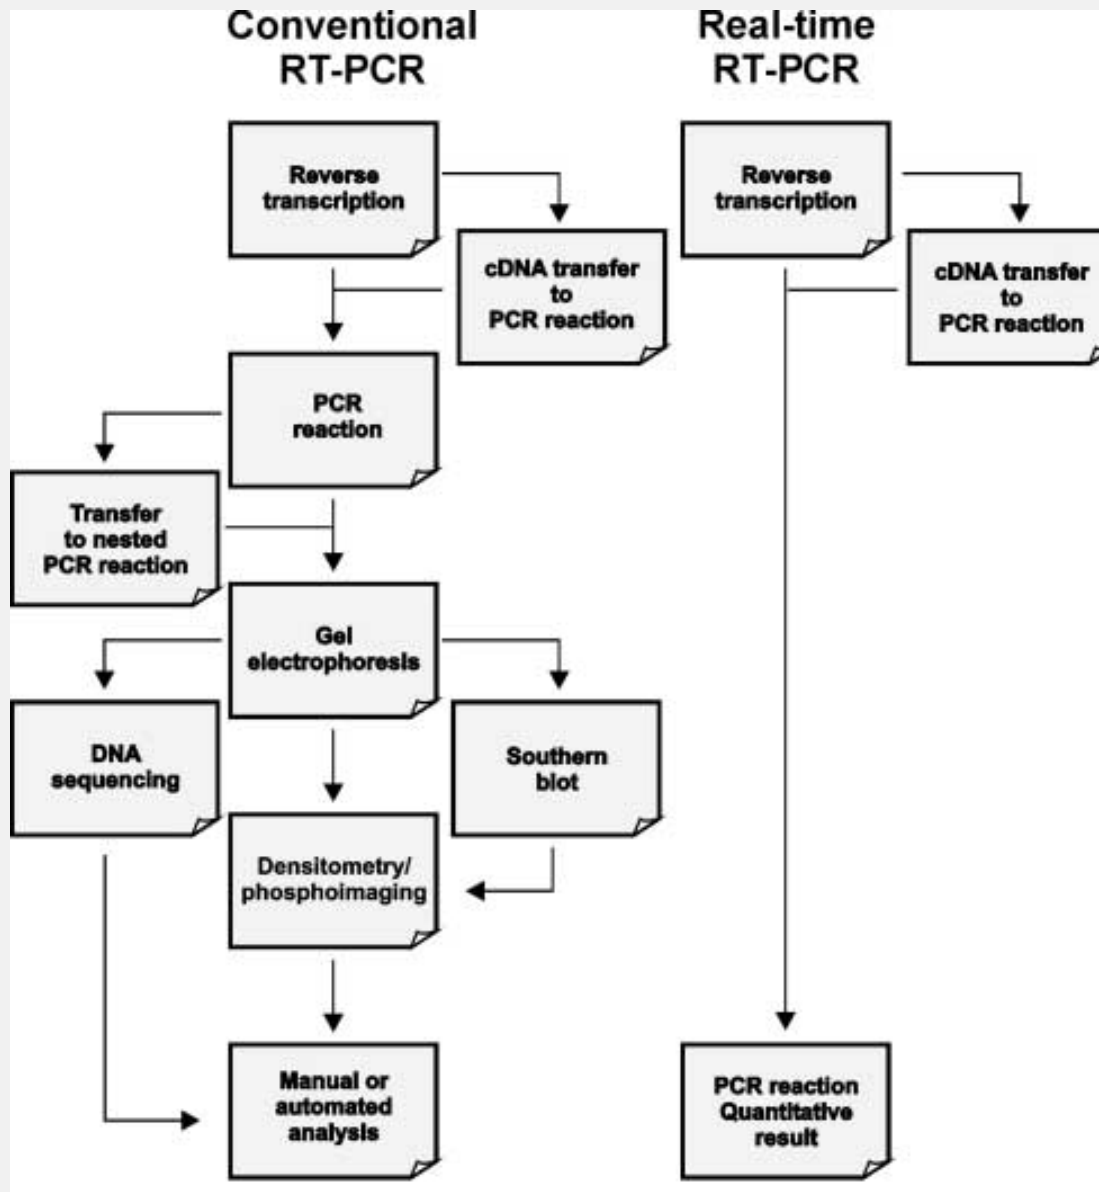 Conventional
RT-PCR
Real-time
RT-PCR
Reverse
transcription
cDNA transfer
to
PCR reaction
PCR
reaction
Transfer
to nested
PCR reaction
Gel
electrophoresis
DNA
sequencing
Southern
blot
Densitometry/
phosphoimaging
Manual or
automated
analysis
Reverse
transcription
cDNA transfer
to
PCR reaction
PCR reaction
Quantitative
result